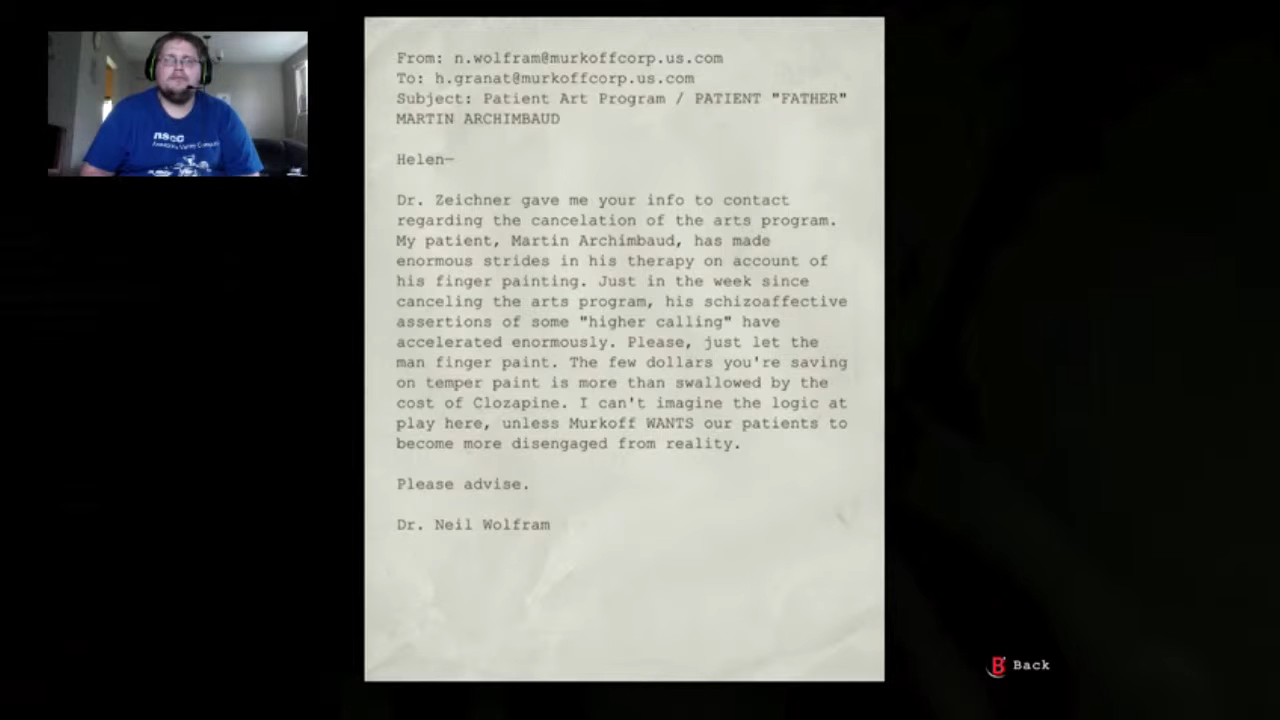 From: n.wolfram@murkoffcorp.us.com
To: h.granat@murkoffcorp.us.com
Subject: Patient Art Program / PATIENT "FATHER"
MARTIN ARCHIMBAUD
Helen—
Dr. Zeichner gave me your info to contact
regarding the cancelation of the arts program.
My patient, Martin Archimbaud, has made
enormous strides in his therapy on account of
his finger painting. Just in the week since
canceling the arts program, his schizoaffective
assertions of some "higher calling" have
accelerated enormously. Please, just let the
man finger paint. The few dollars you're saving
on temper paint is more than swallowed by the
cost of Clozapine. I can't imagine the logic at
play here, unless Murkoff WANTS our patients to
become more disengaged from reality.
Please advise.
Dr. Neil Wolfram
nscc
Annapolis Valley Campus
B Back